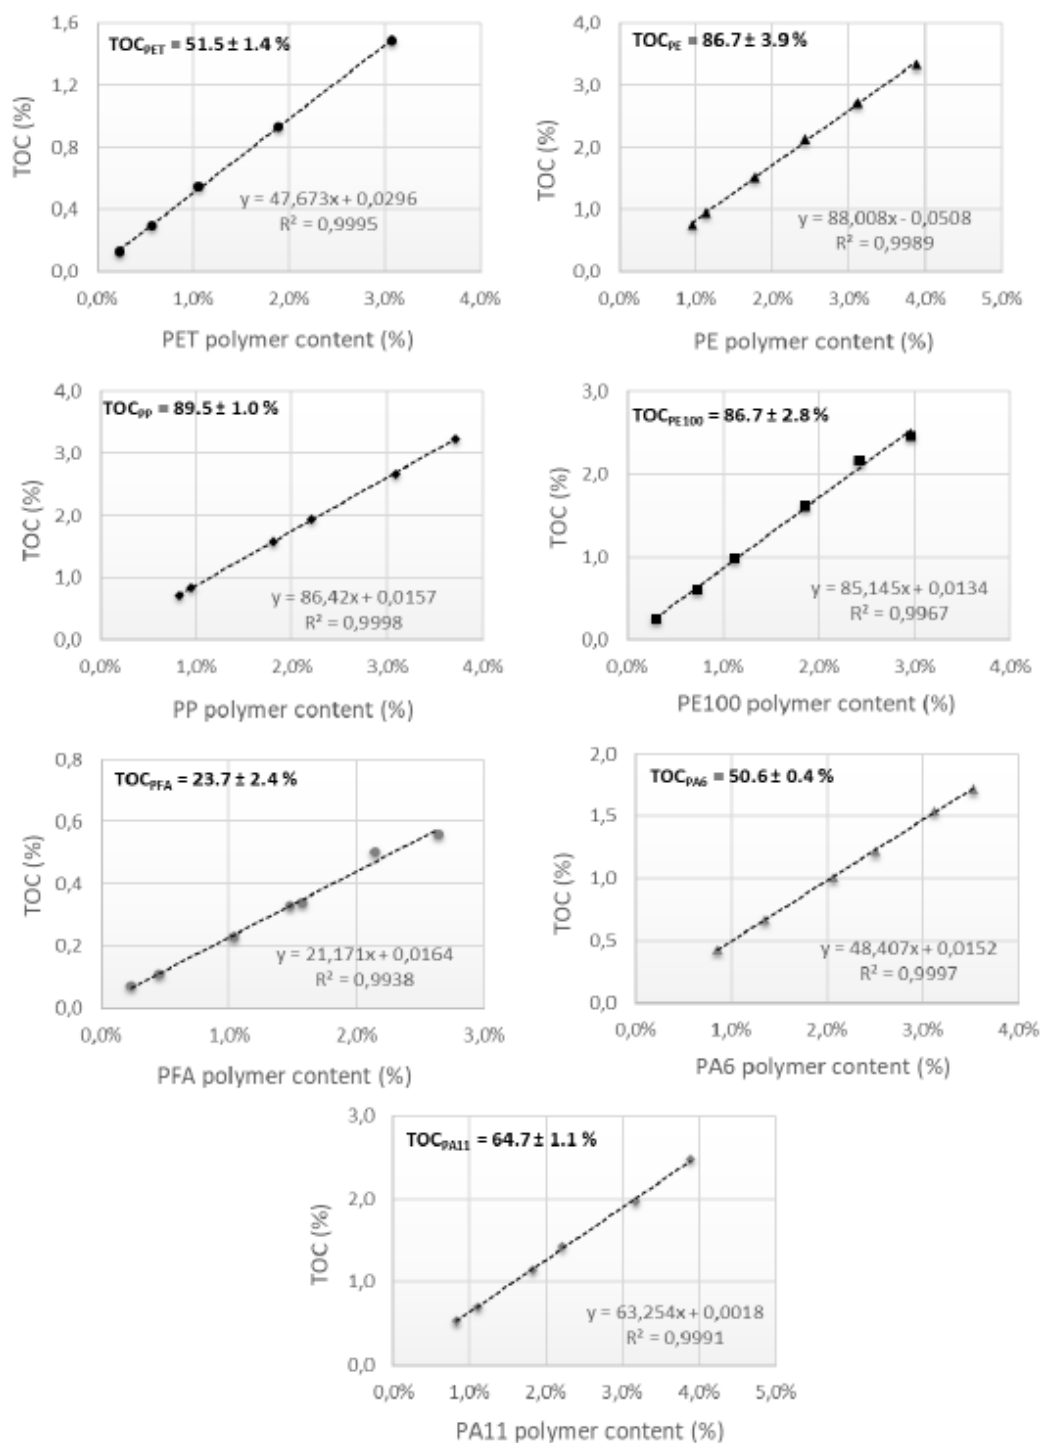 TOC_PET = 51.5 ± 1.4 %
TOC (%)
1,6
1,2
0,8
0,4
0,0
y = 47,673x + 0,0296
R² = 0,9995
0,0% 1,0% 2,0% 3,0% 4,0%
PET polymer content (%)
TOC_PE = 86.7 ± 3.9 %
TOC (%)
4,0
3,0
2,0
1,0
0,0
y = 88,008x - 0,0508
R² = 0,9989
0,0% 1,0% 2,0% 3,0% 4,0% 5,0%
PE polymer content (%)
TOC_PP = 89.5 ± 1.0 %
TOC (%)
4,0
3,0
2,0
1,0
0,0
y = 86,42x + 0,0157
R² = 0,9998
0,0% 1,0% 2,0% 3,0% 4,0%
PP polymer content (%)
TOC_PE100 = 86.7 ± 2.8 %
TOC (%)
3,0
2,0
1,0
0,0
y = 85,145x + 0,0134
R² = 0,9967
0,0% 1,0% 2,0% 3,0% 4,0%
PE100 polymer content (%)
TOC_PFA = 23.7 ± 2.4 %
TOC (%)
0,8
0,6
0,4
0,2
0,0
y = 21,171x + 0,0164
R² = 0,9938
0,0% 1,0% 2,0% 3,0%
PFA polymer content (%)
TOC_PA6 = 50.6 ± 0.4 %
TOC (%)
2,0
1,5
1,0
0,5
0,0
y = 48,407x + 0,0152
R² = 0,9997
0,0% 1,0% 2,0% 3,0% 4,0%
PA6 polymer content (%)
TOC_PA11 = 64.7 ± 1.1 %
TOC (%)
3,0
2,0
1,0
0,0
y = 63,254x + 0,0018
R² = 0,9991
0,0% 1,0% 2,0% 3,0% 4,0% 5,0%
PA11 polymer content (%)